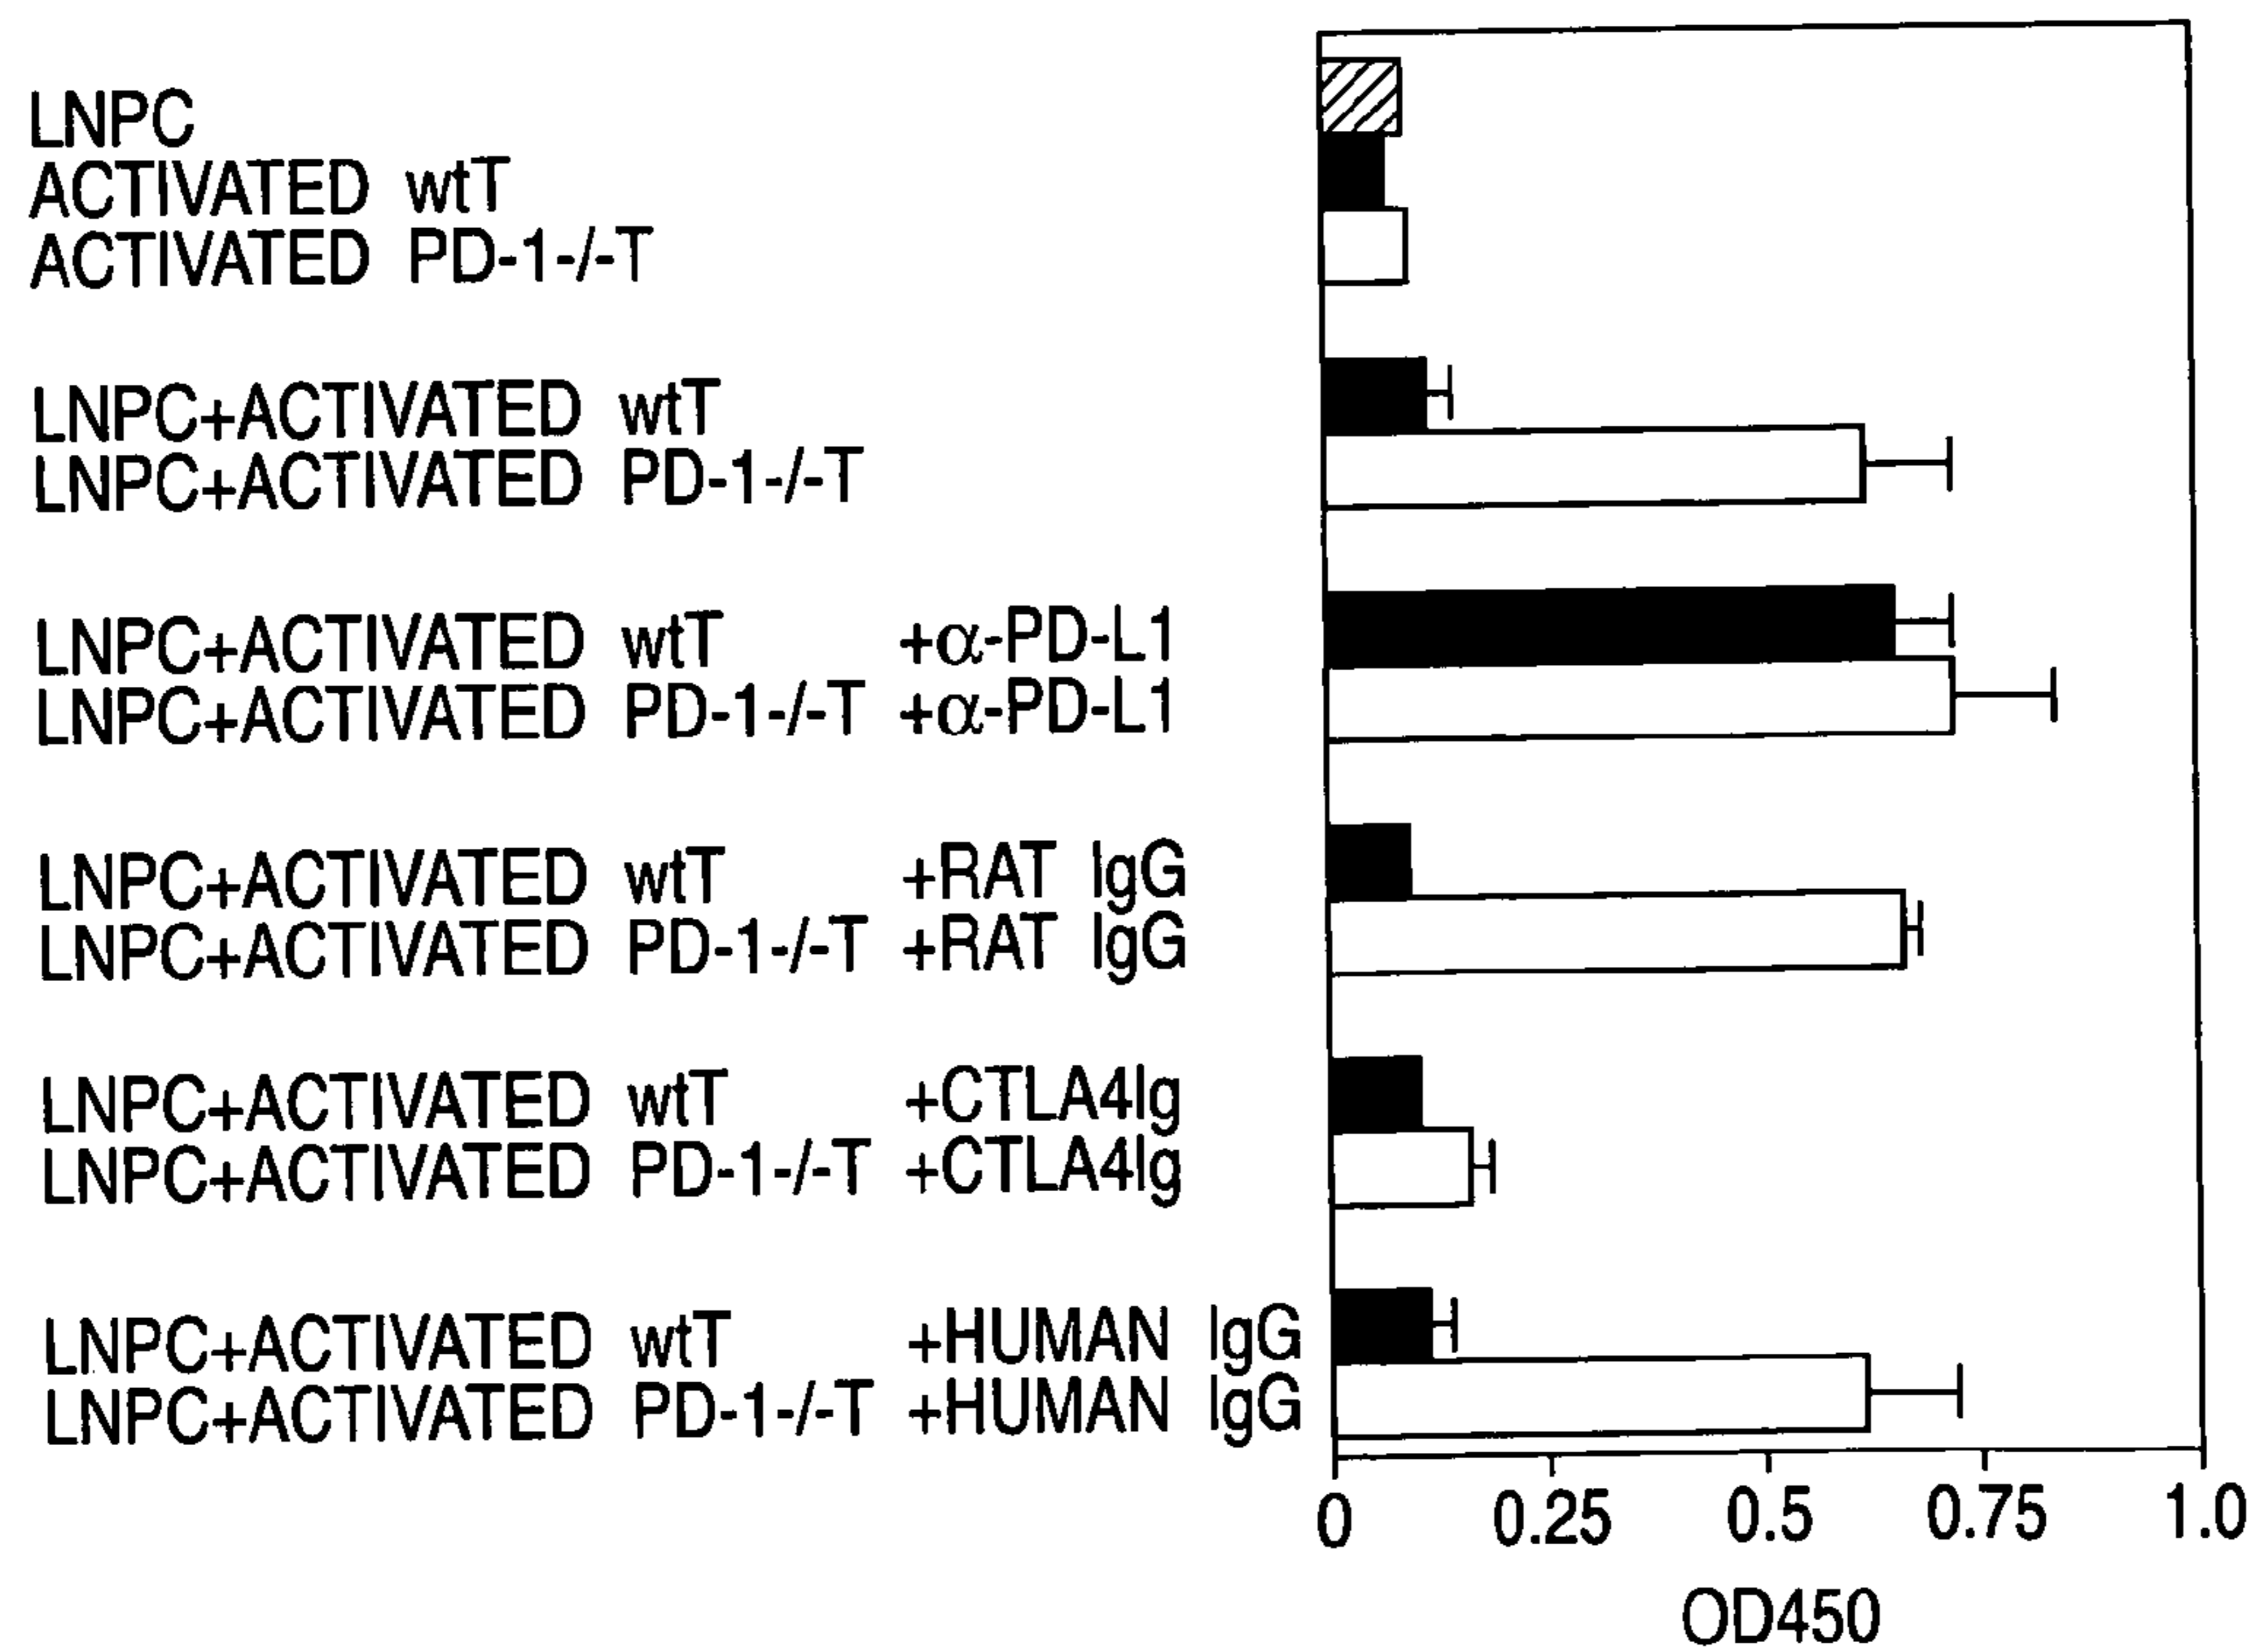 LNPC
ACTIVATED wtT
ACTIVATED PD-1-/-T
LNPC+ACTIVATED wtT
LNPC+ACTIVATED PD-1-/-T
LNPC+ACTIVATED wtT +α-PD-L1
LNPC+ACTIVATED PD-1-/-T +α-PD-L1
LNPC+ACTIVATED wtT +RAT IgG
LNPC+ACTIVATED PD-1-/-T +RAT IgG
LNPC+ACTIVATED wtT +CTLA4Ig
LNPC+ACTIVATED PD-1-/-T +CTLA4Ig
LNPC+ACTIVATED wtT +HUMAN IgG
LNPC+ACTIVATED PD-1-/-T +HUMAN IgG
0 0.25 0.5 0.75 1.0
OD450